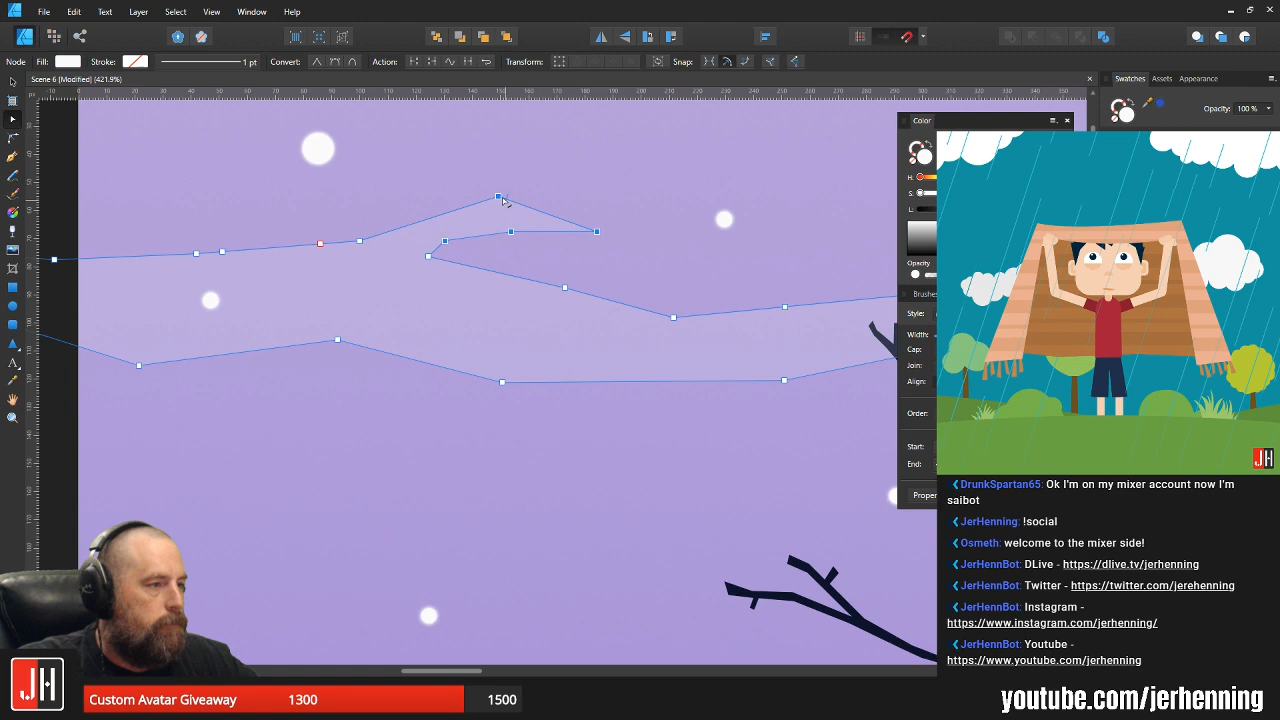 File Edit Text Layer Select View Window Help
Node Fill: Stroke: 1 pt Convert: Action: Transform: Snap:
Scene 6 [Modified] (421.9%)
Swatches Assets Appearance
Opacity: 100 %
Color
H:
S:
L:
Opacity
Brushes
Style:
Width:
Cap:
Join:
Align:
Order:
Start:
End:
Proper
JH
DrunkSpartan65: Ok I'm on my mixer account now I'm
saibot
JerHenning: !social
Osmeth: welcome to the mixer side!
JerHennBot: DLive - https://dlive.tv/jerhenning
JerHennBot: Twitter - https://twitter.com/jerehenning
JerHennBot: Instagram -
https://www.instagram.com/jerhenning/
JerHennBot: Youtube -
https://www.youtube.com/jerhenning
JH
Custom Avatar Giveaway 1300 1500
youtube.com/jerhenning